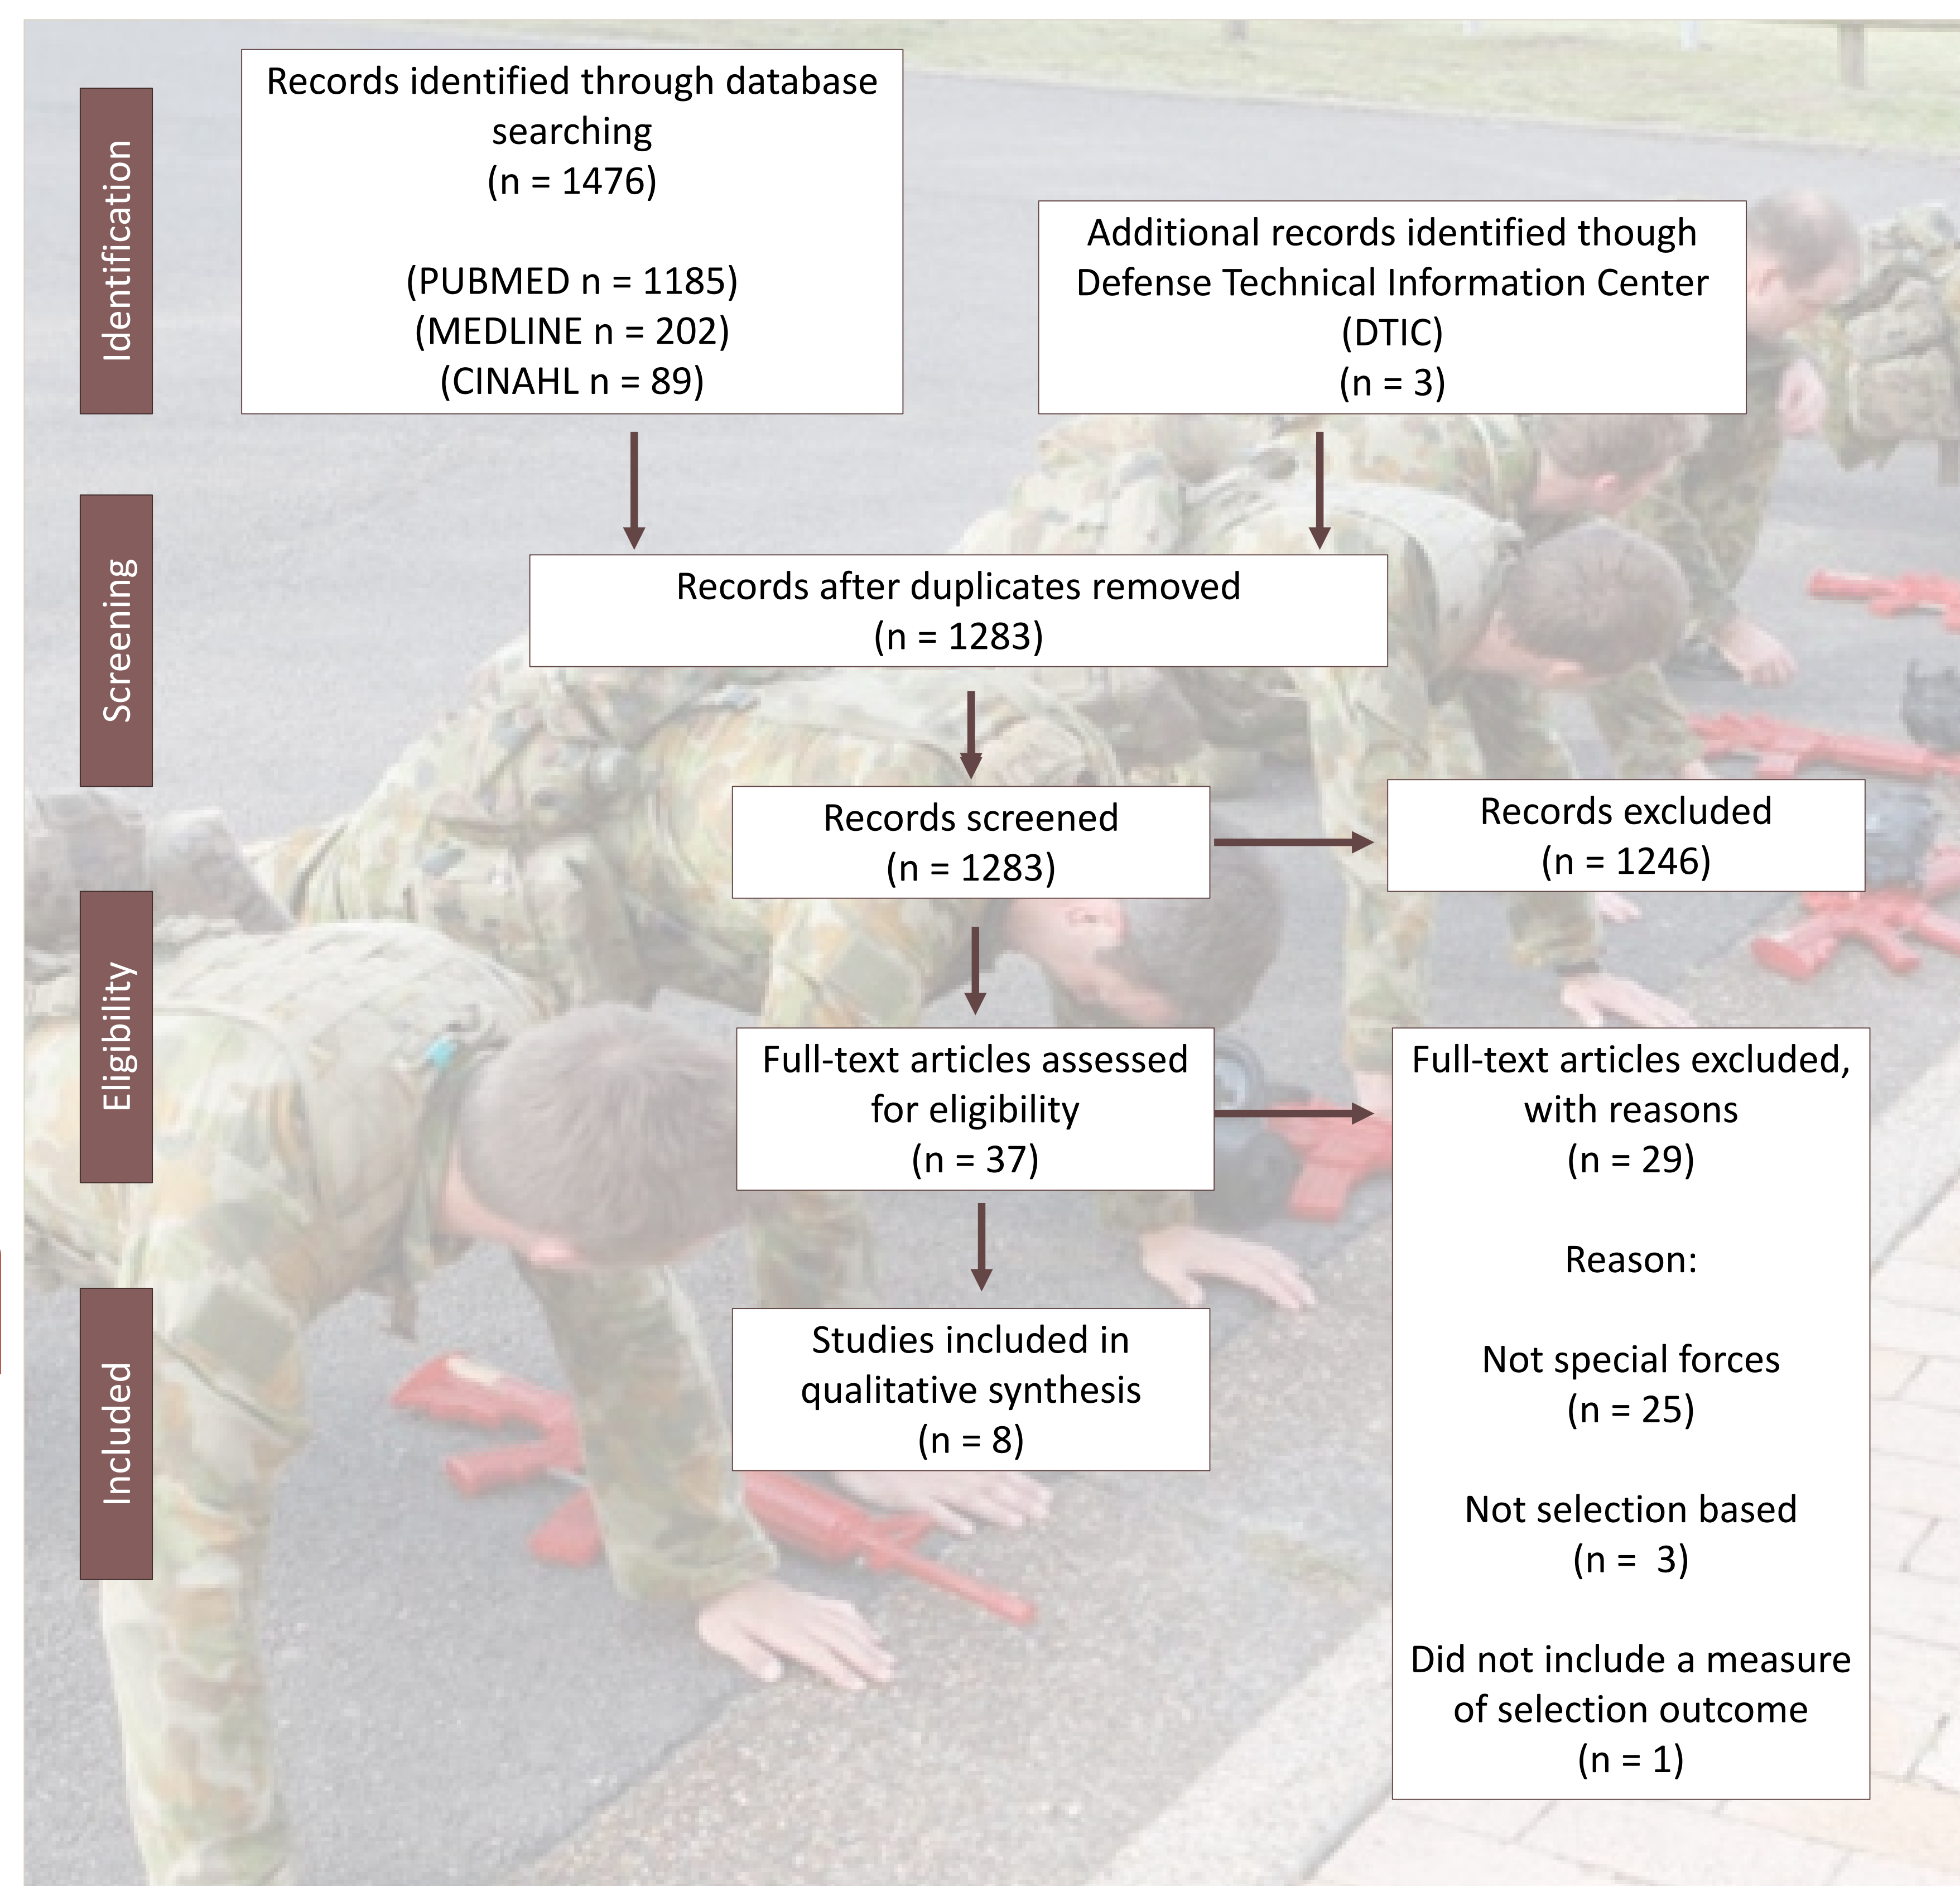 Identification
Records identified through database
searching
(n = 1476)
(PUBMED n = 1185)
(MEDLINE n = 202)
(CINAHL n = 89)
Additional records identified though
Defense Technical Information Center
(DTIC)
(n = 3)
Screening
Records after duplicates removed
(n = 1283)
Records screened
(n = 1283)
Records excluded
(n = 1246)
Eligibility
Full-text articles assessed
for eligibility
(n = 37)
Full-text articles excluded,
with reasons
(n = 29)
Reason:
Not special forces
(n = 25)
Not selection based
(n =  3)
Did not include a measure
of selection outcome
(n = 1)
Included
Studies included in
qualitative synthesis
(n = 8)